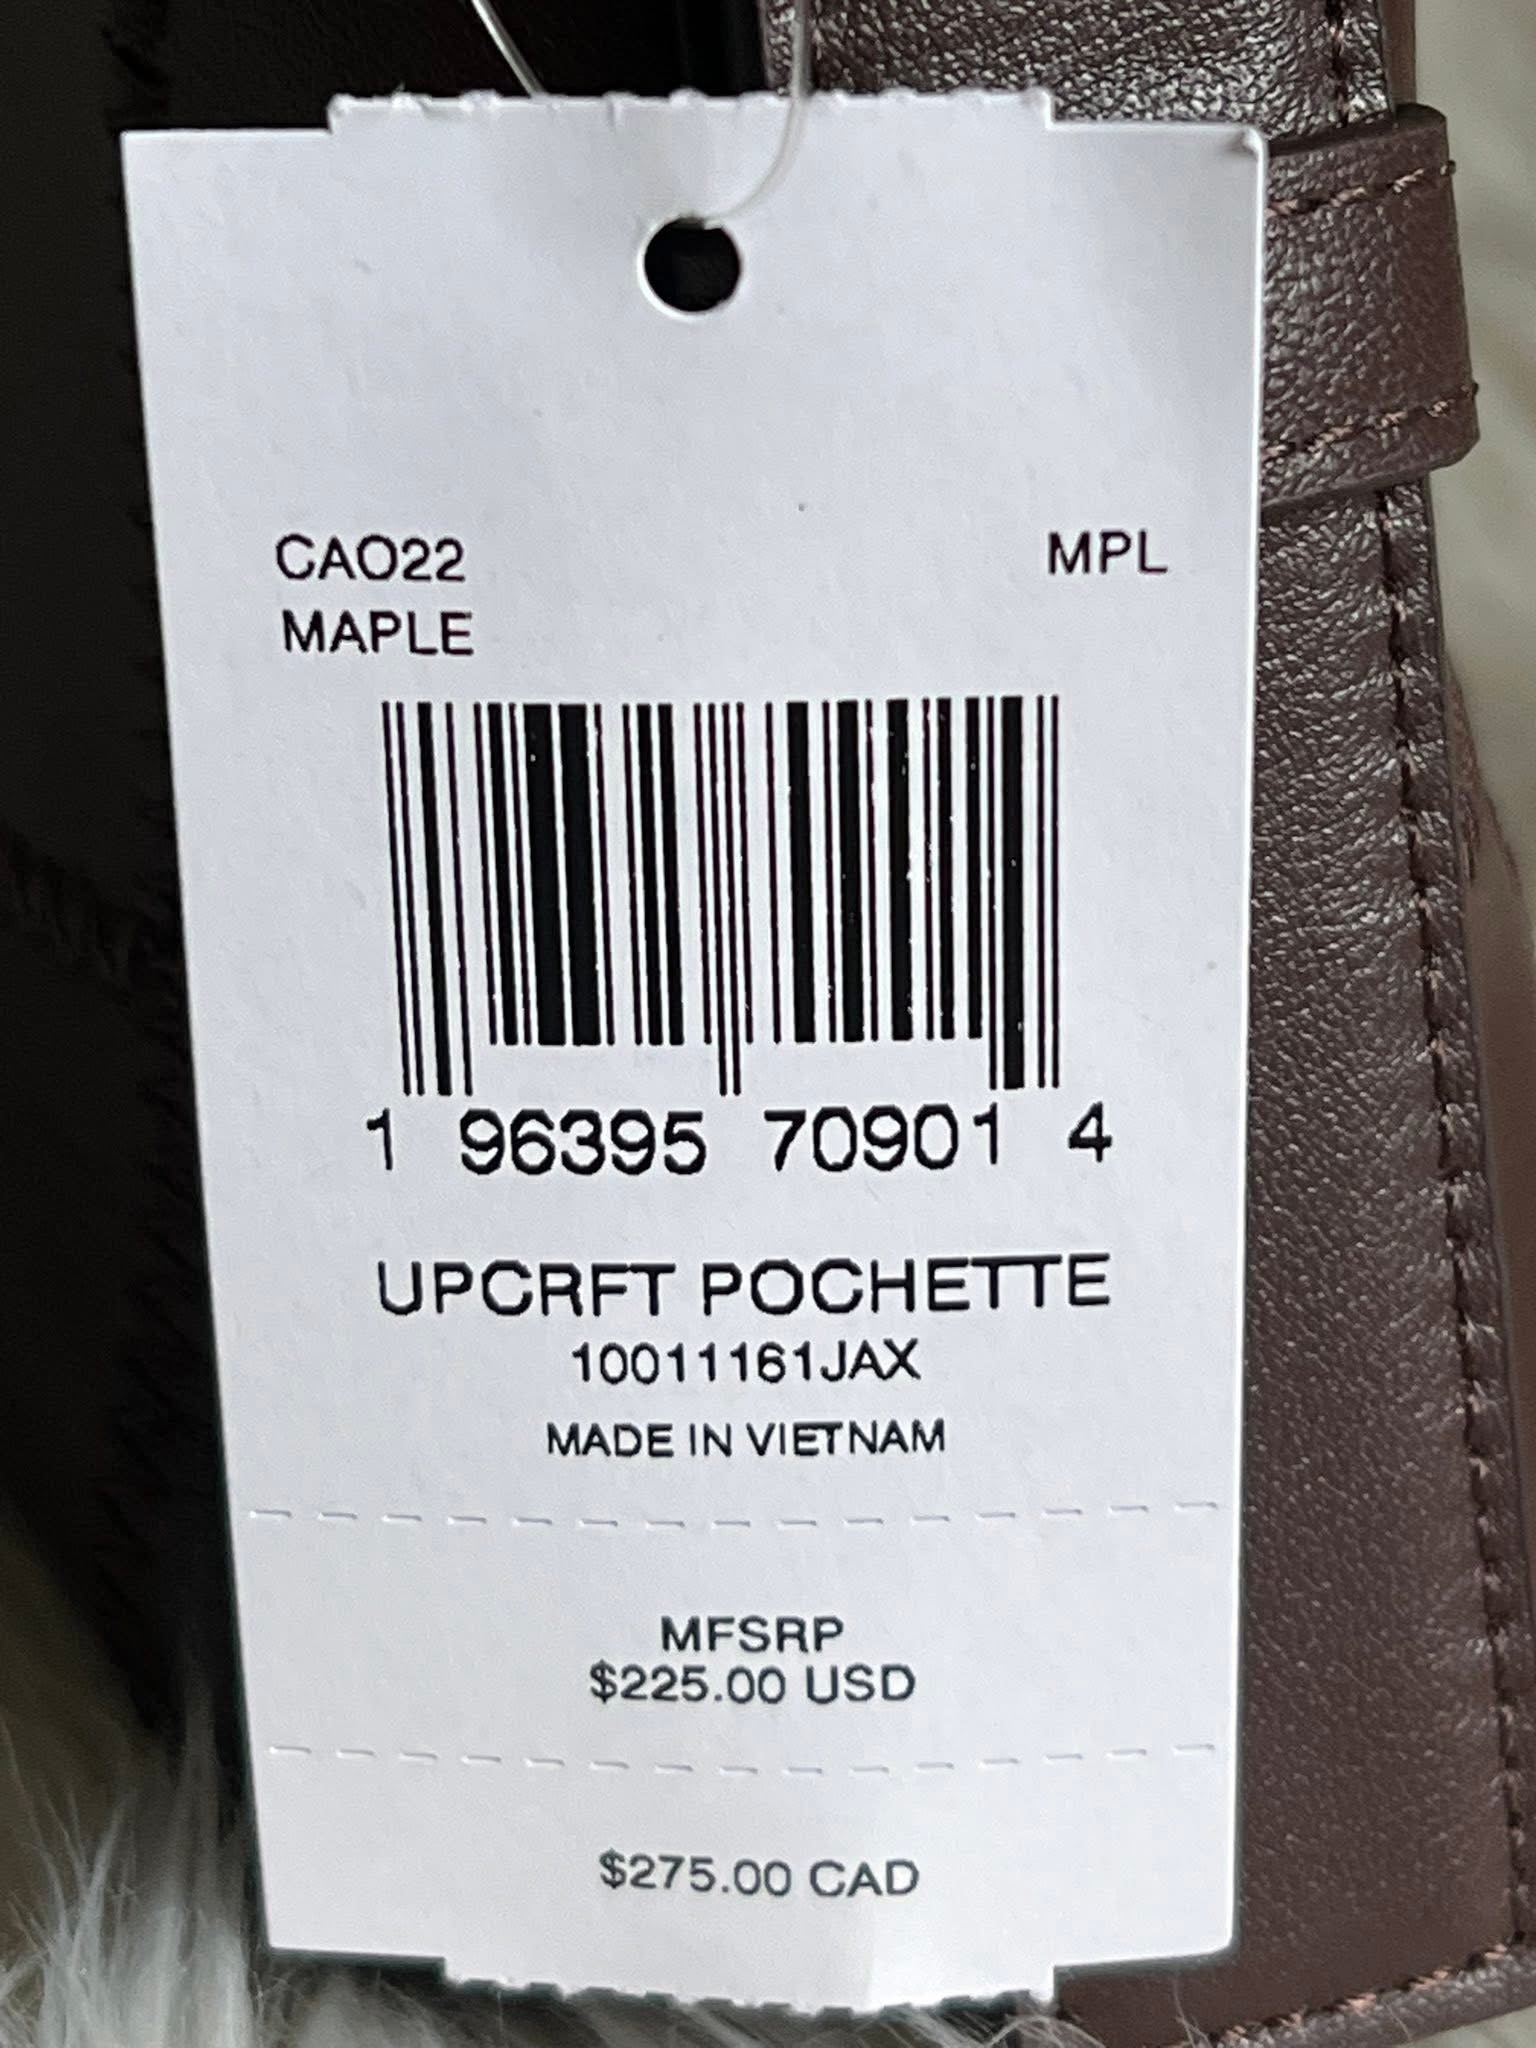 CAO22 MPL
MAPLE
1 96395 70901 4
UPCRFT POCHETTE
10011161JAX
MADE IN VIETNAM
MFSRP
$225.00 USD
$275.00 CAD